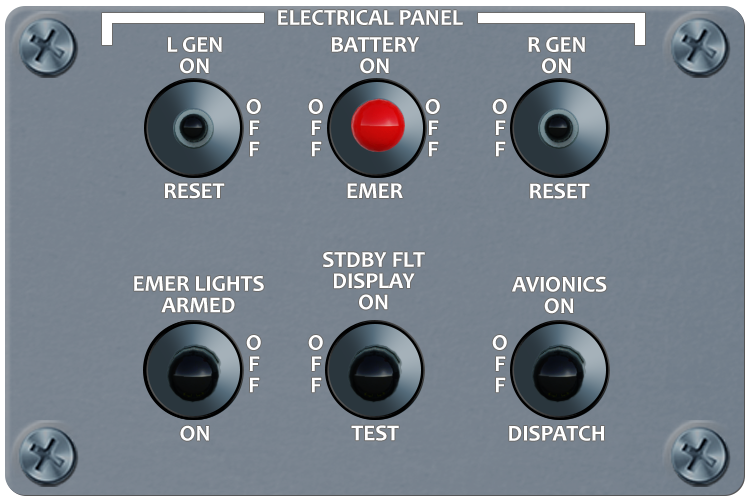 ELECTRICAL PANEL
L GEN
ON
BATTERY
ON
R GEN
ON
O
F
F
O
F
F
O
F
F
O
F
F
RESET
EMER
RESET
EMER LIGHTS
ARMED
STDBY FLT
DISPLAY
ON
AVIONICS
ON
O
F
F
O
F
F
O
F
F
ON
TEST
DISPATCH